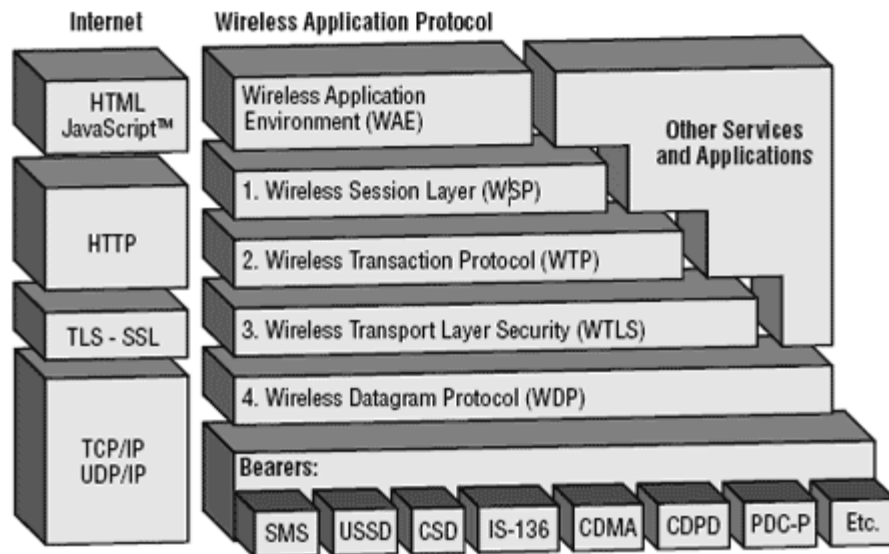 Internet
Wireless Application Protocol
HTML
JavaScript™
HTTP
TLS - SSL
TCP/IP
UDP/IP
Wireless Application
Environment (WAE)
1. Wireless Session Layer (WSP)
2. Wireless Transaction Protocol (WTP)
3. Wireless Transport Layer Security (WTLS)
4. Wireless Datagram Protocol (WDP)
Other Services
and Applications
Bearers:
SMS
USSD
CSD
IS-136
CDMA
CDPD
PDC-P
Etc.